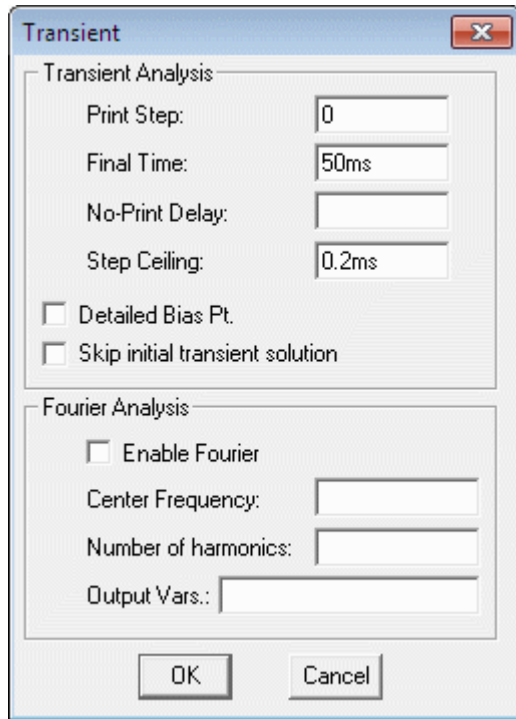 Transient
Transient Analysis
Print Step: 0
Final Time: 50ms
No-Print Delay:
Step Ceiling: 0.2ms
Detailed Bias Pt.
Skip initial transient solution
Fourier Analysis
Enable Fourier
Center Frequency:
Number of harmonics:
Output Vars.:
OK Cancel